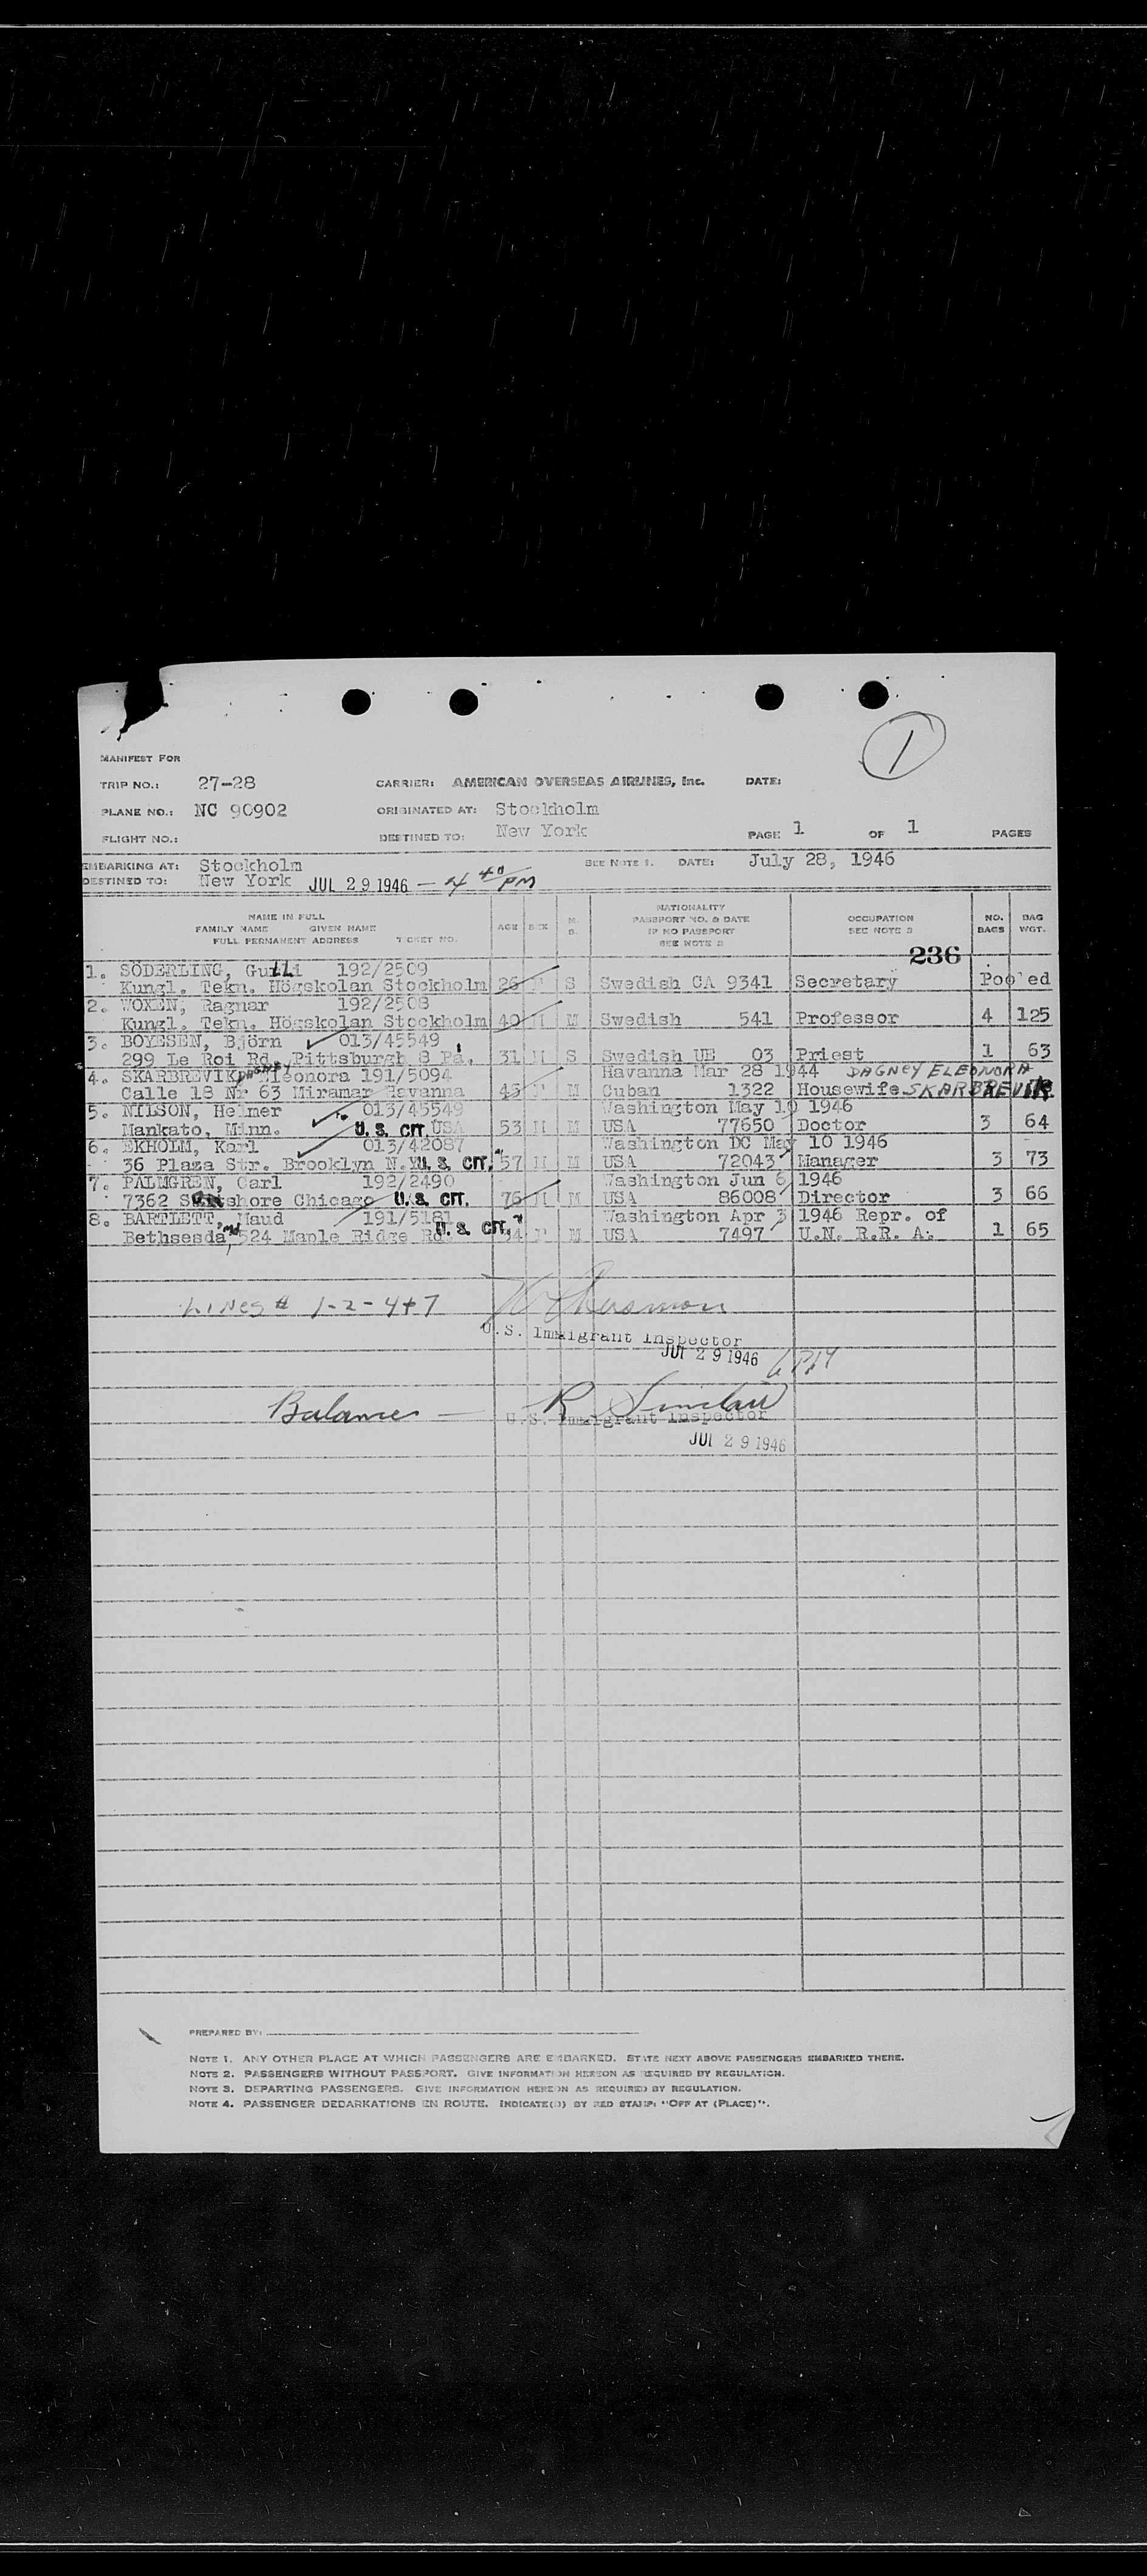 1
MANIFEST FOR
TRIP NO.: 27-28 CARRIER: AMERICAN OVERSEAS AIRLINES, Inc. DATE:
PLANE NO.: NC 90902 ORIGINATED AT: Stockholm
FLIGHT NO.: DESTINED TO: New York PAGE 1 OF 1 PAGES
EMBARKING AT: Stockholm SEE NOTE 1. DATE: July 28, 1946
DESTINED TO: New York JUL 29 1946 — 4 40/PM
NAME IN FULL
FAMILY NAME GIVEN NAME
FULL PERMANENT ADDRESS TICKET NO.
AGE SEX M. S.
NATIONALITY
PASSPORT NO. & DATE
IF NO PASSPORT
SEE NOTE 2
OCCUPATION
SEE NOTE 3
NO. BAGS
BAG WGT.
236
1. SÖDERLING, Gulli 192/2509
Kungl. Tekn. Högskolan Stockholm 26 F S Swedish CA 9341 Secretary Pooled
2. WOXEN, Ragnar 192/2508
Kungl. Tekn. Högskolan Stockholm 40 M M Swedish 541 Professor 4 125
3. BOYESEN, Björn 013/45549
299 Le Roi Rd. Pittsburgh 8 Pa. 31 M S Swedish UE 03 Priest 1 63
4. SKARBREVIK, DAGNEY Eleonora 191/5094 Havanna Mar 28 1944 DAGNEY ELEONORA
Calle 18 Nr 63 Miramar Havanna 45 F M Cuban 1322 Housewife SKARBREVIK
5. NILSON, Helmer 013/45549 Washington May 10 1946
Mankato, Minn. U. S. CIT. USA 53 M M USA 77650 Doctor 3 64
6. EKHOLM, Karl 013/42087 Washington DC May 10 1946
36 Plaza Str. Brooklyn N.Y. U. S. CIT. 57 M M USA 72043 Manager 3 73
7. PALMGREN, Carl 192/2490 Washington Jun 6 1946
7362 shore Chicago U. S. CIT. 76 M M USA 86008 Director 3 66
8. BARTLETT, Maud 191/5181 Washington Apr 3 1946 Repr. of
Bethsesda, Md 524 Maple Ridge Rd. U. S. CIT. 4 F M USA 7497 U.N. R.R. A. 1 65
LINES # 1-2-4+7
U.S. Immigrant Inspector
JUL 29 1946 6 PM
Balance — R Sinclair
U.S. Immigrant Inspector
JUL 29 1946
PREPARED BY:
NOTE 1. ANY OTHER PLACE AT WHICH PASSENGERS ARE EMBARKED. STATE NEXT ABOVE PASSENGERS EMBARKED THERE.
NOTE 2. PASSENGERS WITHOUT PASSPORT. GIVE INFORMATION HEREON AS REQUIRED BY REGULATION.
NOTE 3. DEPARTING PASSENGERS. GIVE INFORMATION HEREON AS REQUIRED BY REGULATION.
NOTE 4. PASSENGER DEBARKATIONS EN ROUTE. INDICATE(D) BY RED STAMP: "OFF AT (PLACE)".